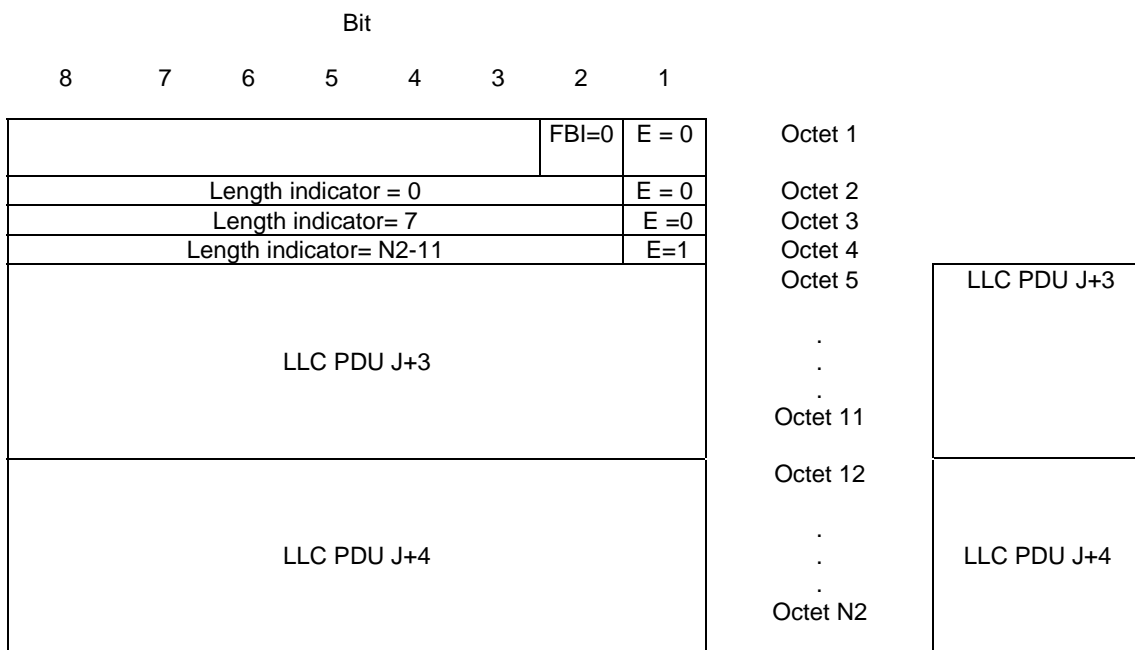 Bit
8 7 6 5 4 3 2 1
FBI=0 E = 0 Octet 1
Length indicator = 0 E = 0 Octet 2
Length indicator= 7 E =0 Octet 3
Length indicator= N2-11 E=1 Octet 4
Octet 5 LLC PDU J+3
.
LLC PDU J+3 .
.
Octet 11
Octet 12
.
LLC PDU J+4 . LLC PDU J+4
.
Octet N2